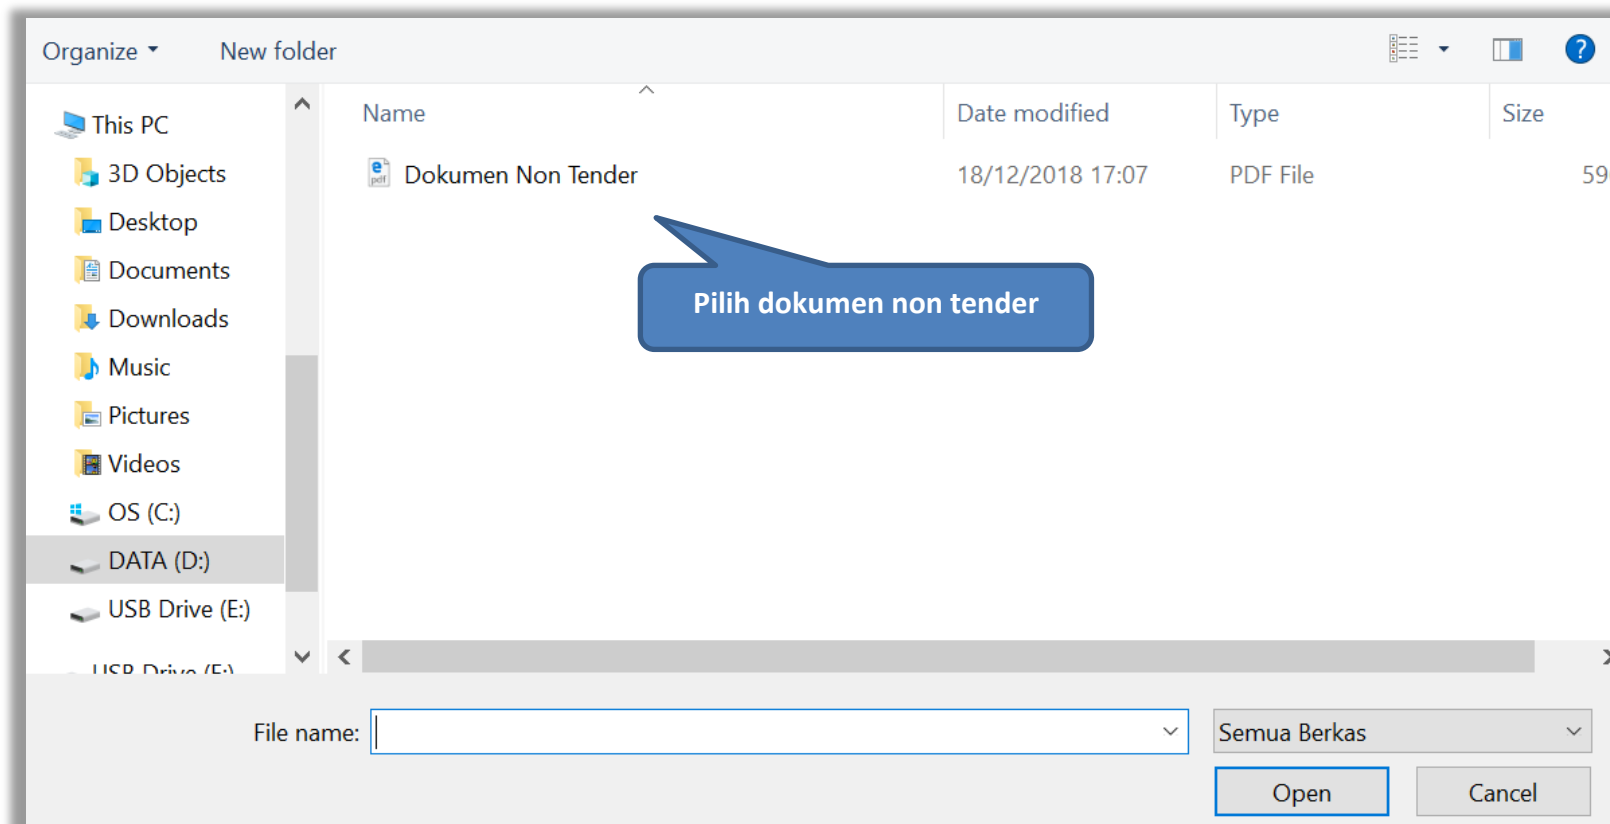 Organize
New folder
Name
Date modified
Type
Size
This PC
3D Objects
Desktop
Documents
Downloads
Music
Pictures
Videos
OS (C:)
DATA (D:)
USB Drive (E:)
USB Drive (E:)
Dokumen Non Tender
18/12/2018 17:07
PDF File
59
Pilih dokumen non tender
File name:
Semua Berkas
Open
Cancel